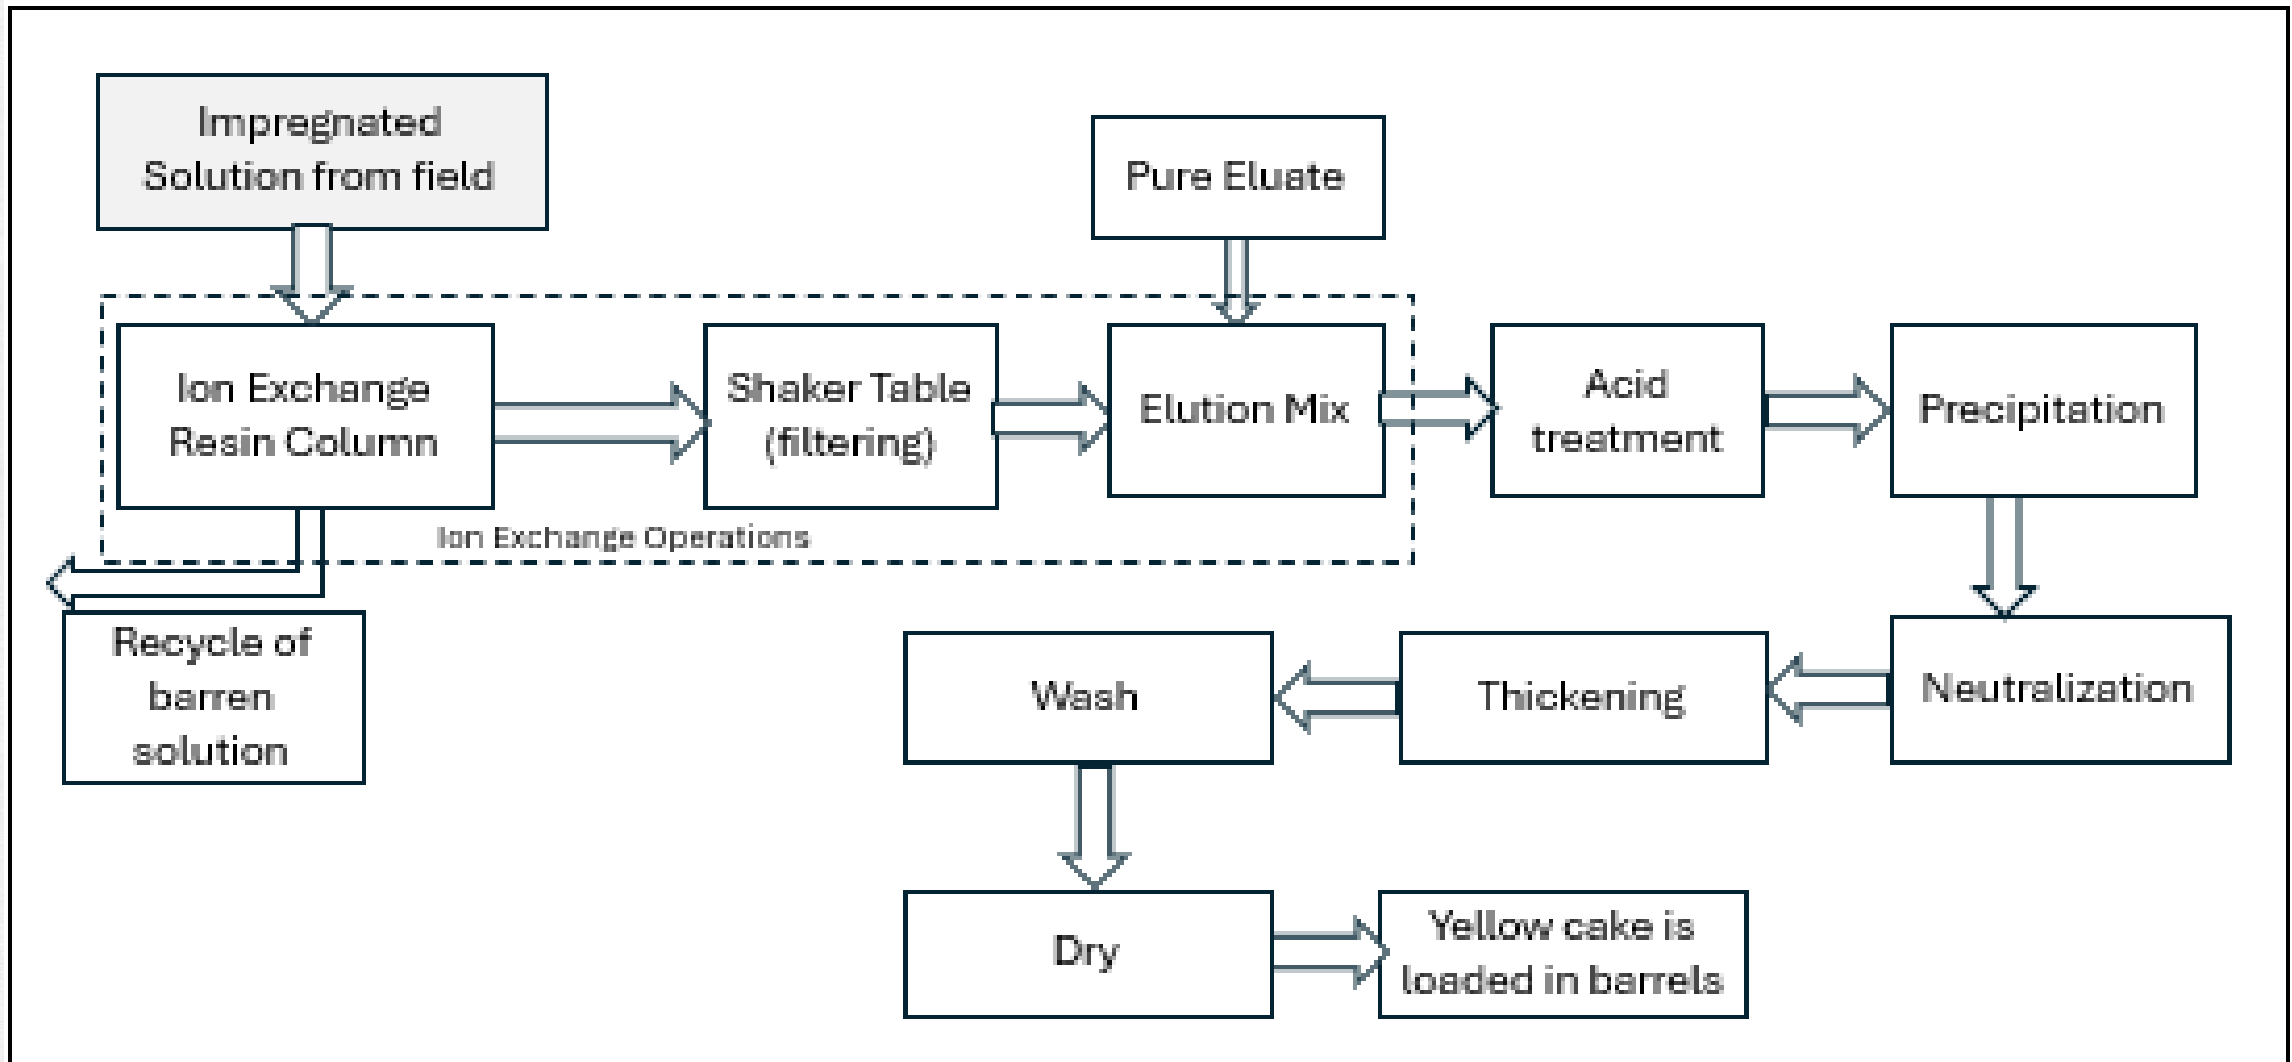 Impregnated
Solution from field
Pure Eluate
Ion Exchange
Resin Column
Shaker Table
(filtering)
Elution Mix
Acid
treatment
Precipitation
Ion Exchange Operations
Recycle of
barren
solution
Wash
Thickening
Neutralization
Dry
Yellow cake is
loaded in barrels